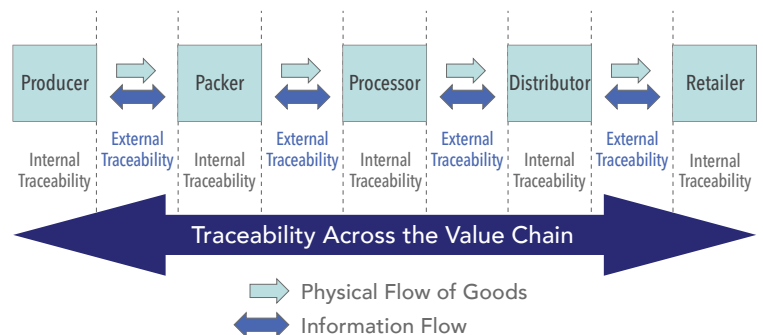 Producer
Packer
Processor
Distributor
Retailer
External
Traceability
External
Traceability
External
Traceability
External
Traceability
Internal
Traceability
Internal
Traceability
Internal
Traceability
Internal
Traceability
Internal
Traceability
Traceability Across the Value Chain
Physical Flow of Goods
Information Flow